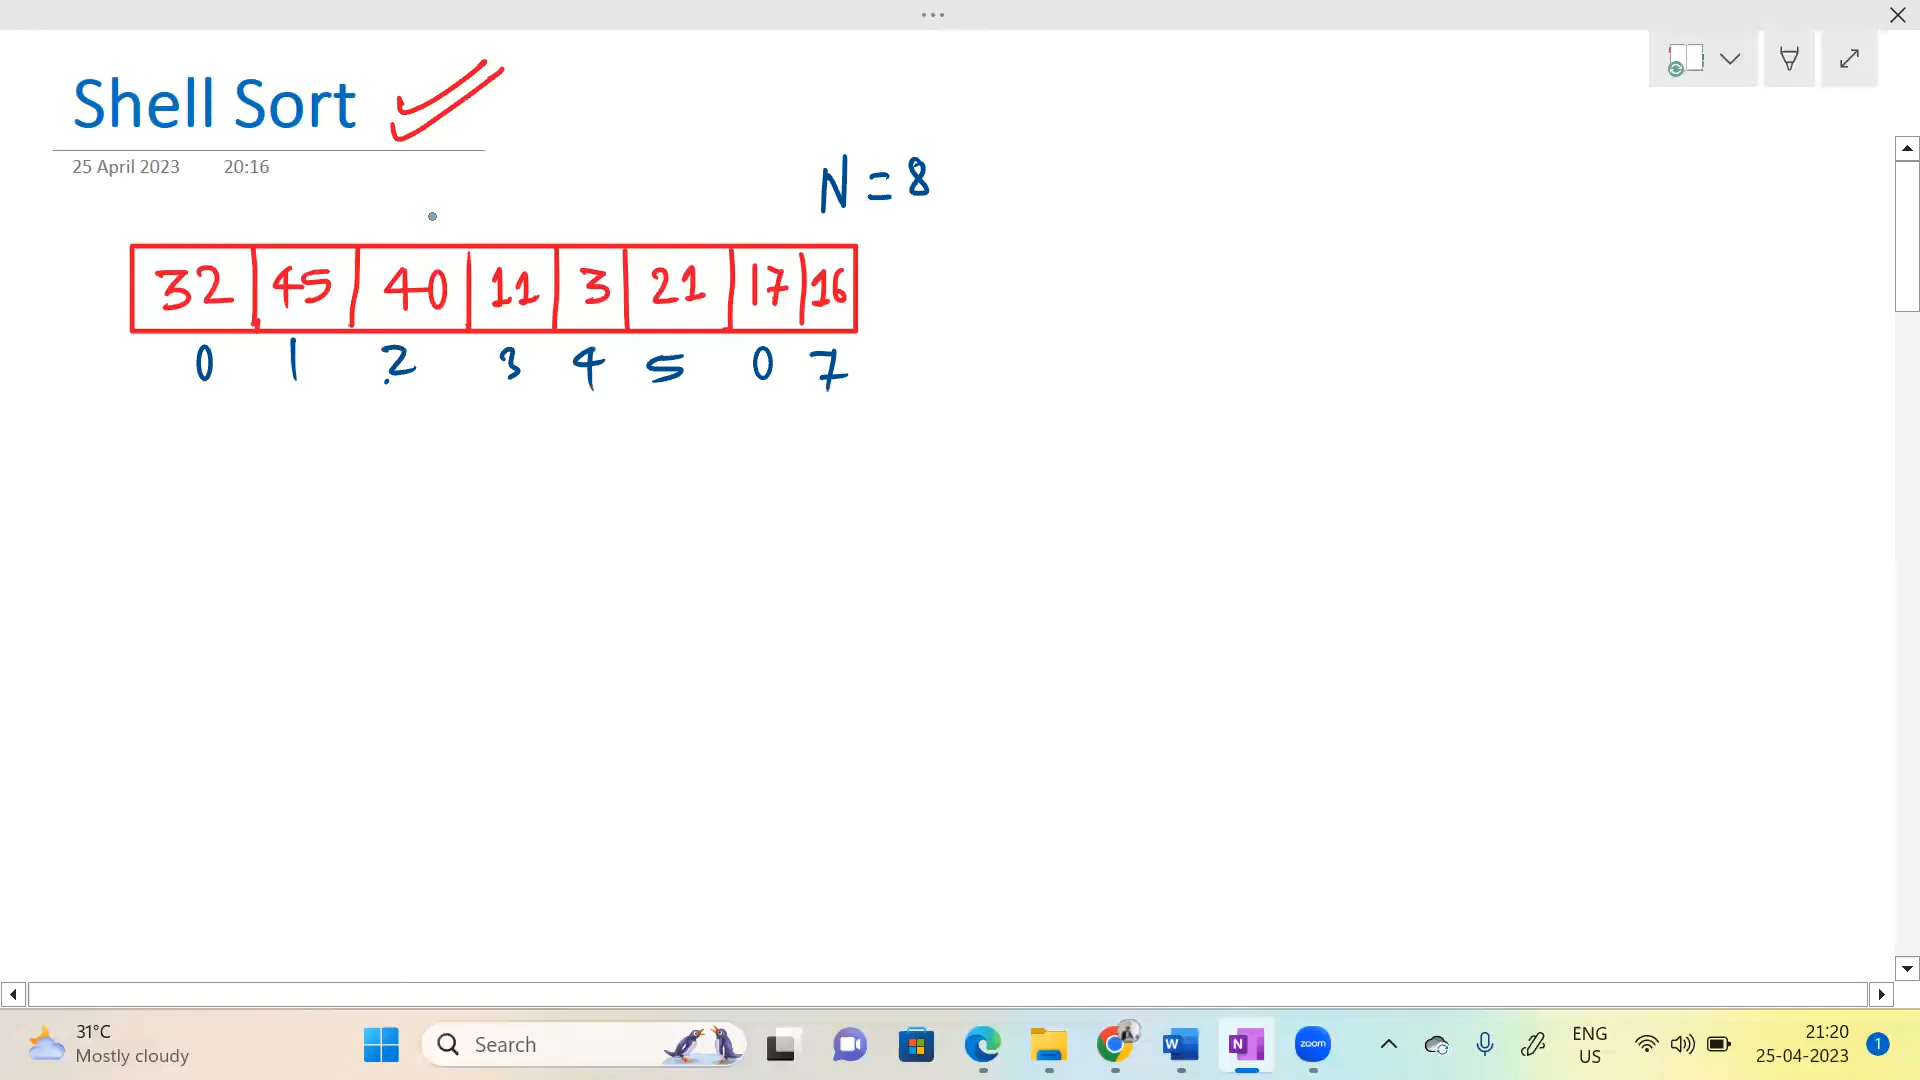 Shell Sort
25 April 2023 20:16
N = 8
32 45 40 11 3 21 17 16
0 1 2 3 4 5 0 7
31°C
Mostly cloudy
Search
zoom
ENG
US
21:20
25-04-2023
1